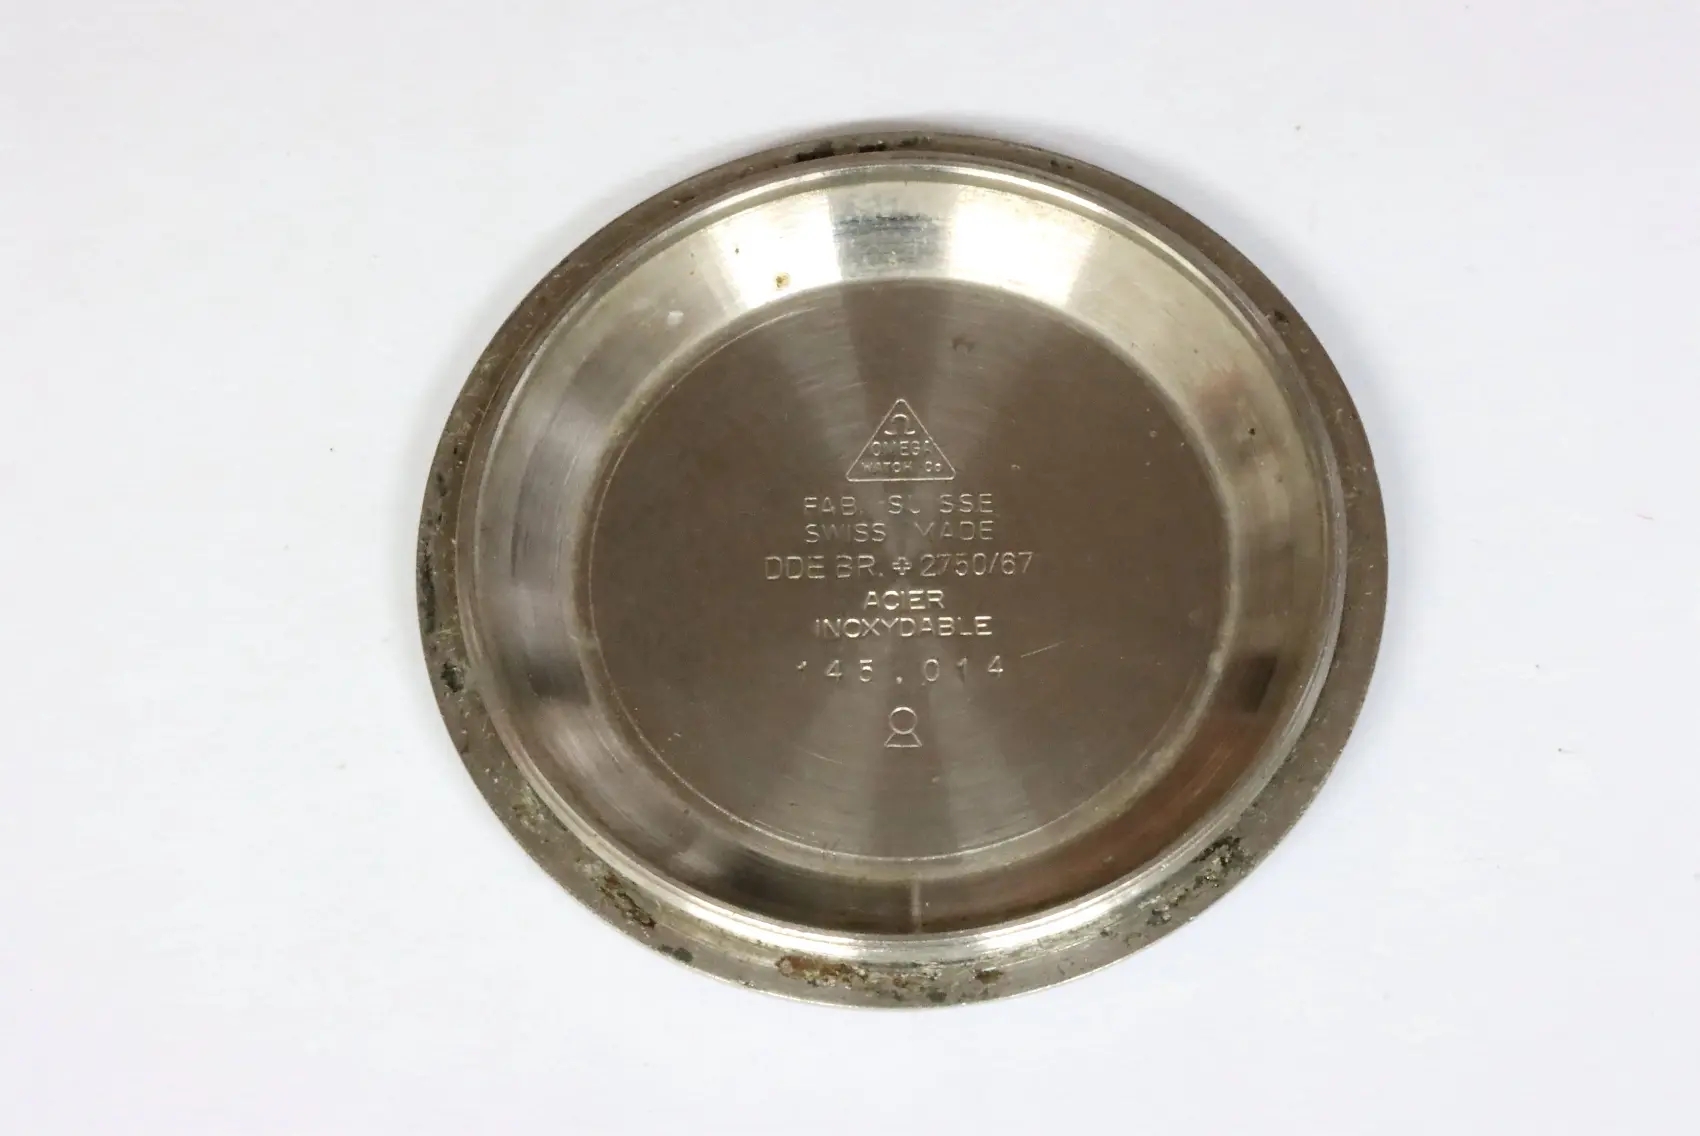 Ω
OMEGA
WATCH Co
FAB. SUISSE
SWISS MADE
DDE BR. ✚ 2750/67
ACIER
INOXYDABLE
145.014